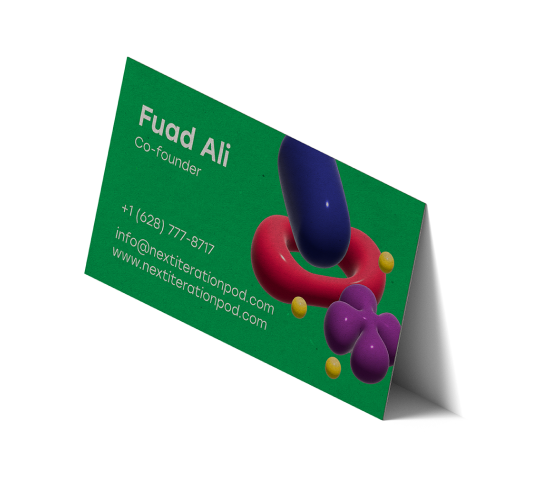 Fuad Ali
Co-founder
+1 (628) 777-8717
info@nextiterationpod.com
www.nextiterationpod.com